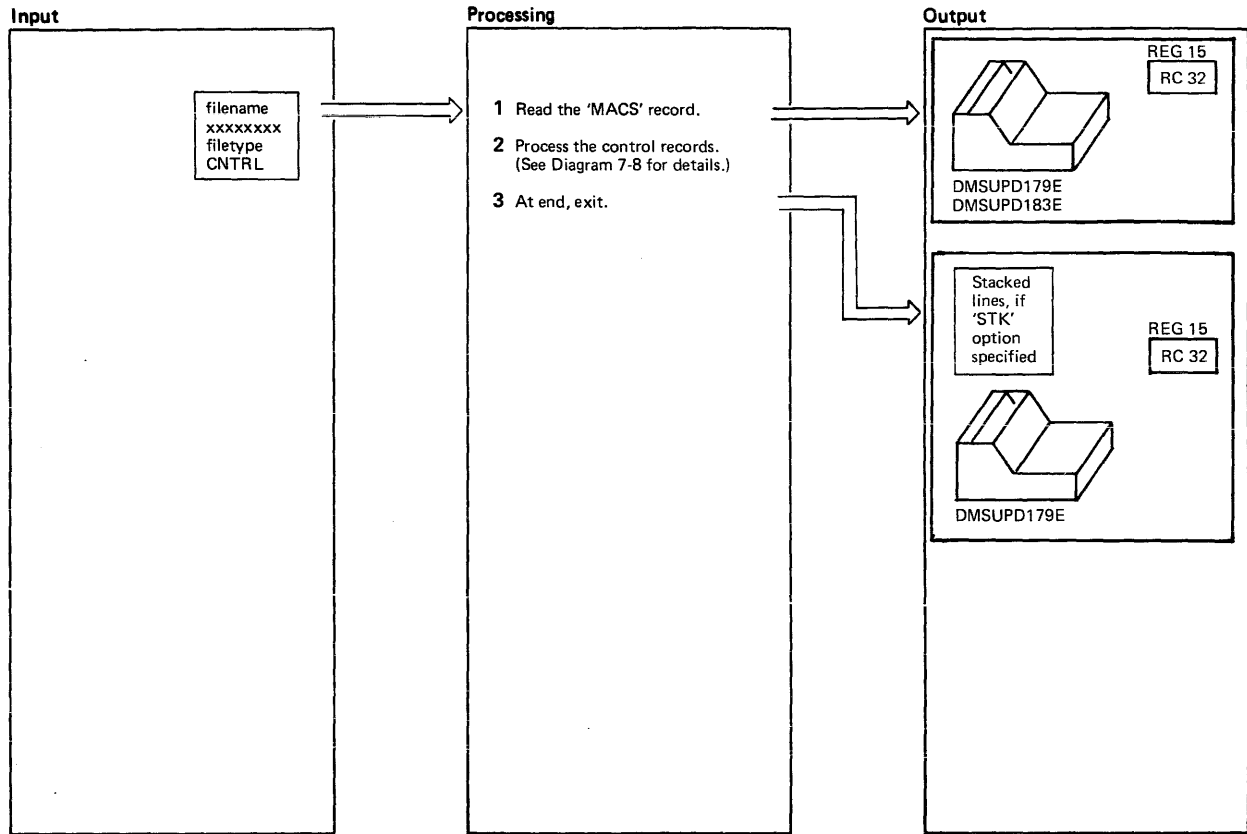 Input
filename
xxxxxxxx
filetype
CNTRL
Processing
1 Read the 'MACS' record.
2 Process the control records.
(See Diagram 7-8 for details.)
3 At end, exit.
Output
REG 15
RC 32
DMSUPD179E
DMSUPD183E
Stacked
lines, if
'STK'
option
specified
REG 15
RC 32
DMSUPD179E